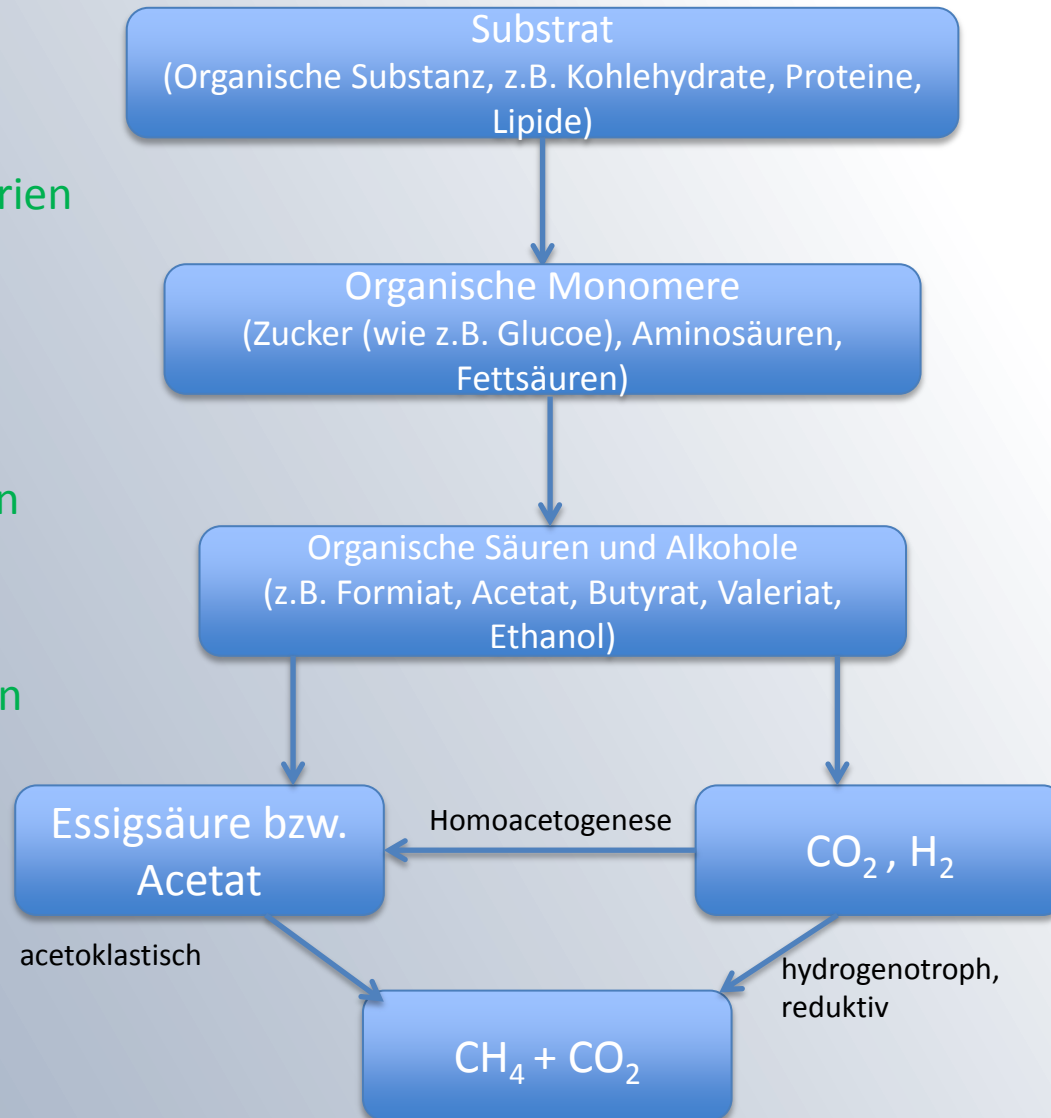 Substrat
(Organische Substanz, z.B. Kohlehydrate, Proteine,
Lipide)
rien
Organische Monomere
(Zucker (wie z.B. Glucoe), Aminosäuren,
Fettsäuren)
n
Organische Säuren und Alkohole
(z.B. Formiat, Acetat, Butyrat, Valeriat,
Ethanol)
n
Essigsäure bzw.
Acetat
Homoacetogenese
CO₂ , H₂
acetoklastisch
hydrogenotroph,
reduktiv
CH₄ + CO₂